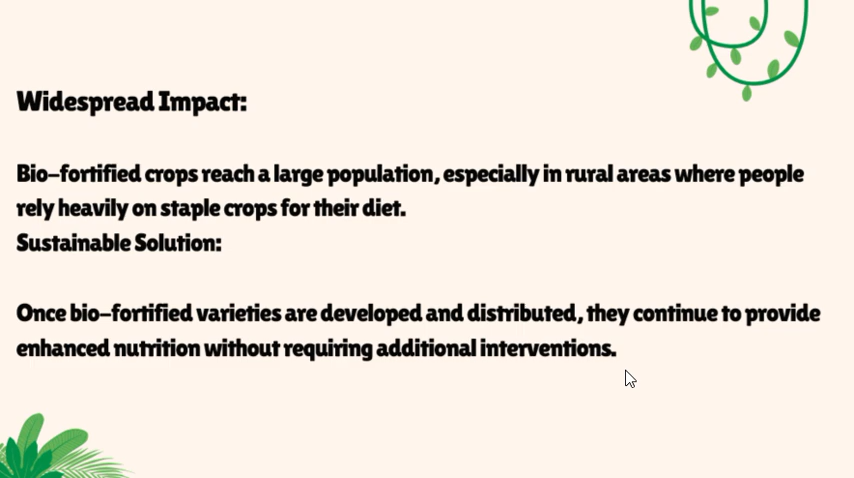 Widespread Impact:
Bio-fortified crops reach a large population, especially in rural areas where people
rely heavily on staple crops for their diet.
Sustainable Solution:
Once bio-fortified varieties are developed and distributed, they continue to provide
enhanced nutrition without requiring additional interventions.